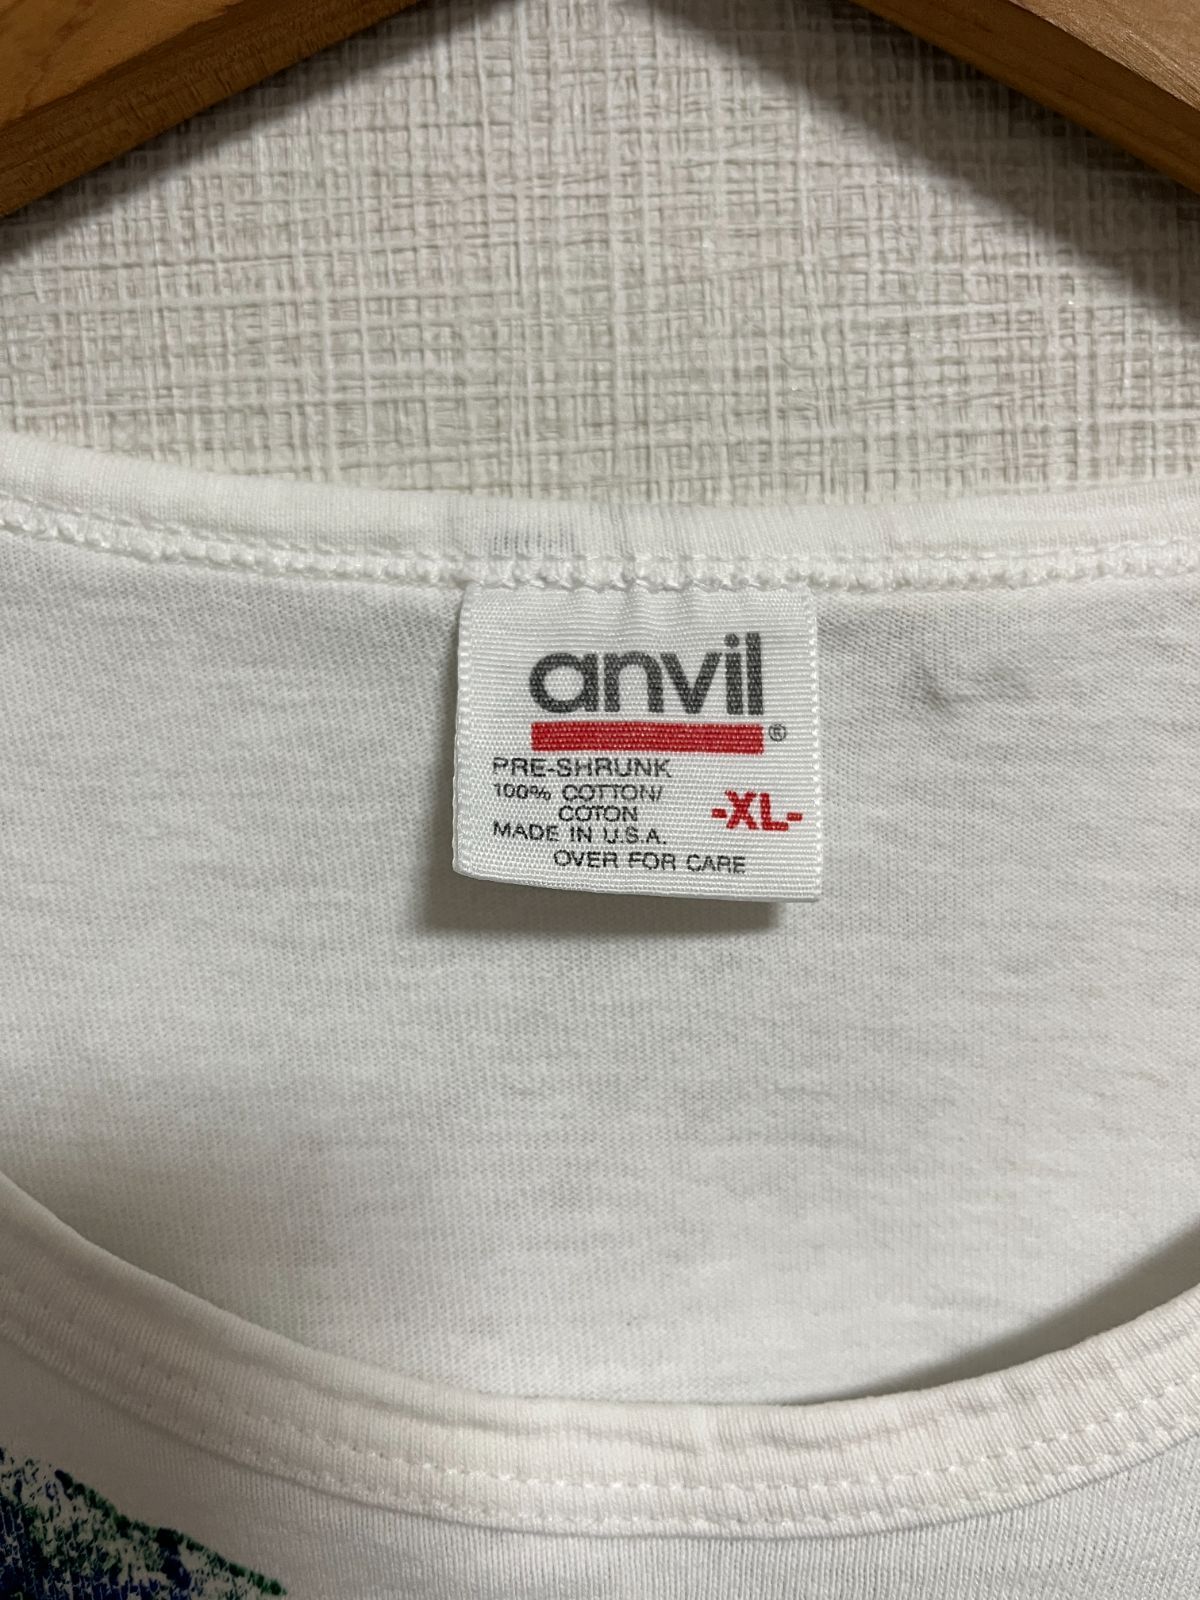 anvil®
PRE-SHRUNK
100% COTTON/
COTON
-XL-
MADE IN U.S.A.
OVER FOR CARE